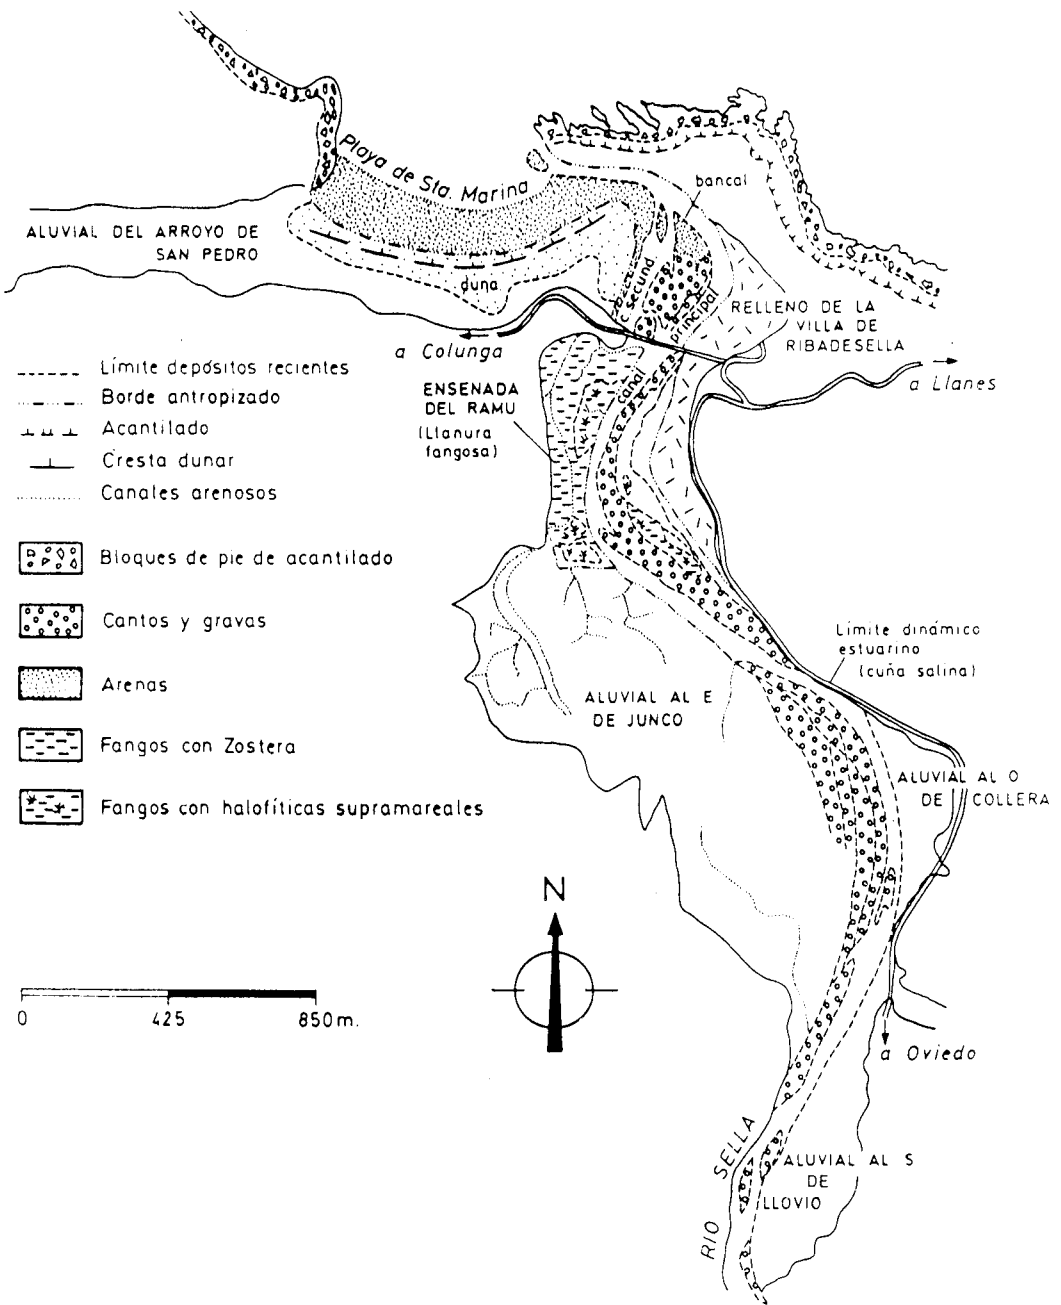 Playa de Sta. Marina
bancal
ALUVIAL DEL ARROYO DE
SAN PEDRO
duna
c. secund.
principal
canal
RELLENO DE LA
VILLA DE
RIBADESELLA
a Colunga
a Llanes
ENSENADA
DEL RAMU
(Llanura
fangosa)
Límite depósitos recientes
Borde antropizado
Acantilado
Cresta dunar
Canales arenosos
Bloques de pie de acantilado
Cantos y gravas
Arenas
Fangos con Zostera
Fangos con halofíticas supramareales
Límite dinámico
estuarino
(cuña salina)
ALUVIAL AL E
DE JUNCO
ALUVIAL AL O
DE COLLERA
N
0 425 850m.
a Oviedo
RIO SELLA
ALUVIAL AL S
DE
LLOVIO